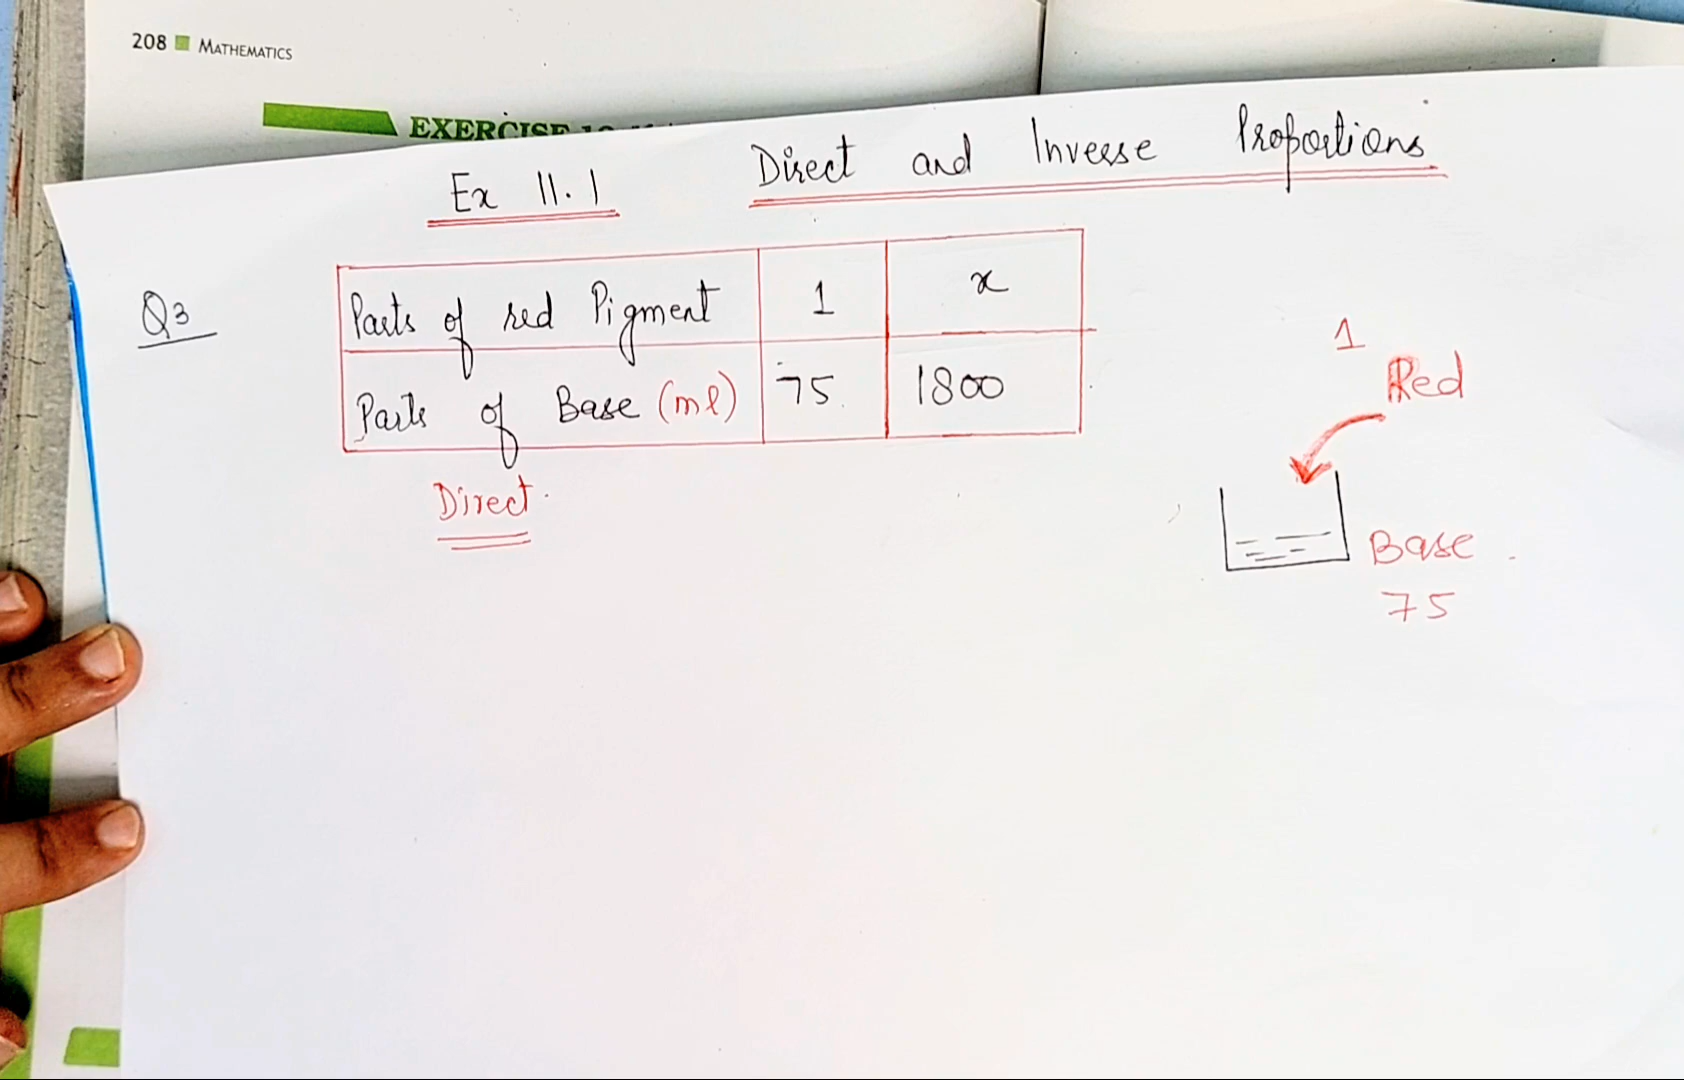 208 MATHEMATICS
EXERCISE
Ex 11.1 Direct and Inverse Proportions
Q3
Parts of red Pigment 1 x
Parts of Base (ml) 75 1800
Direct
1
Red
Base
75